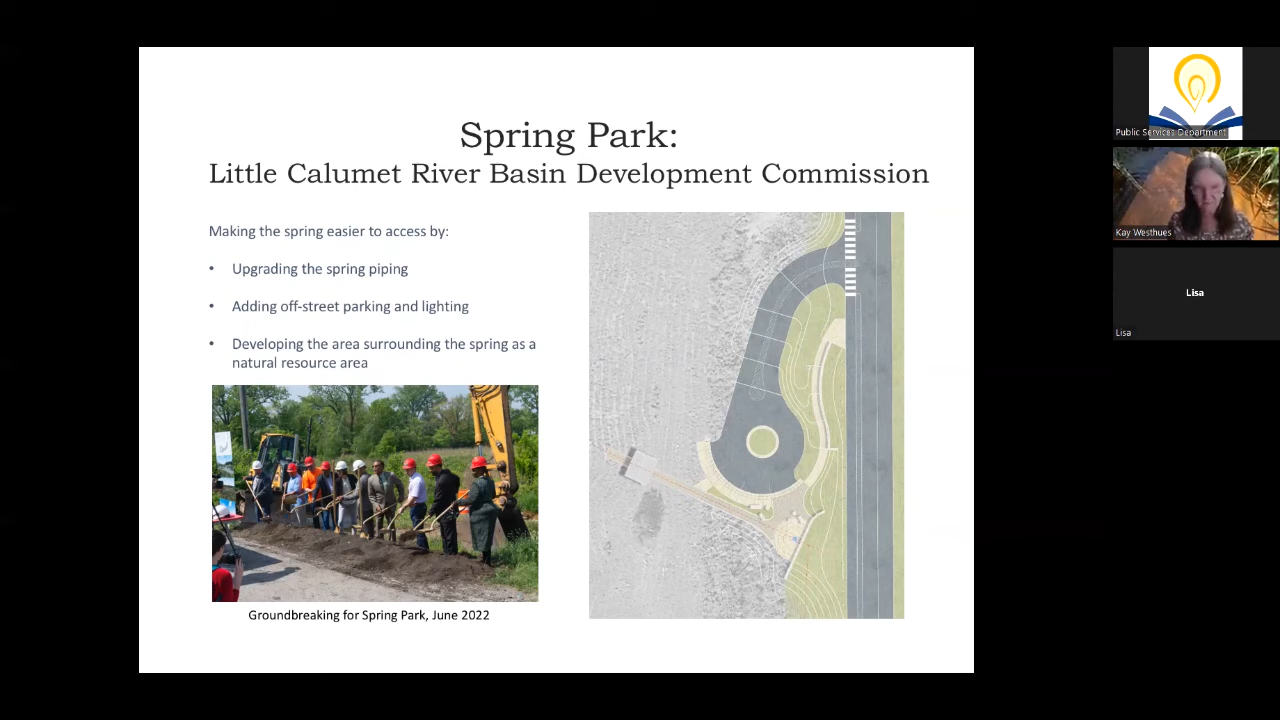 Spring Park:
Little Calumet River Basin Development Commission
Making the spring easier to access by:
• Upgrading the spring piping
• Adding off-street parking and lighting
• Developing the area surrounding the spring as a
natural resource area
Groundbreaking for Spring Park, June 2022
Public Services Department
Kay Westhues
Lisa
Lisa